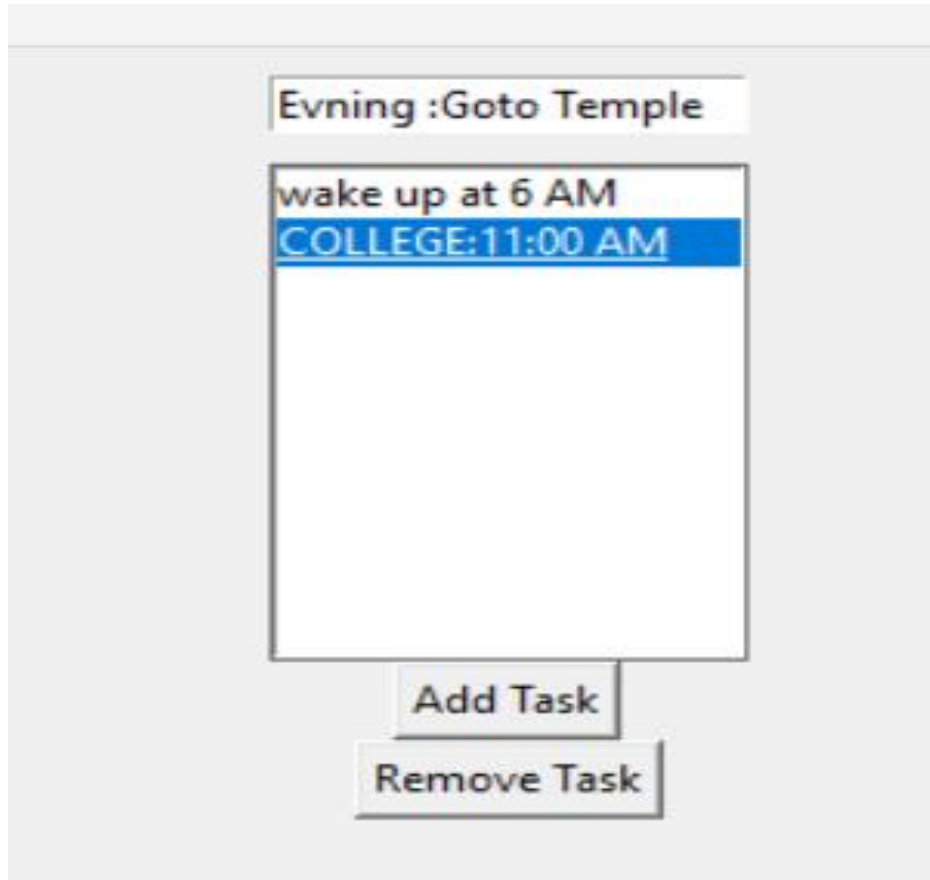 Evning :Goto Temple
wake up at 6 AM
COLLEGE:11:00 AM
Add Task
Remove Task